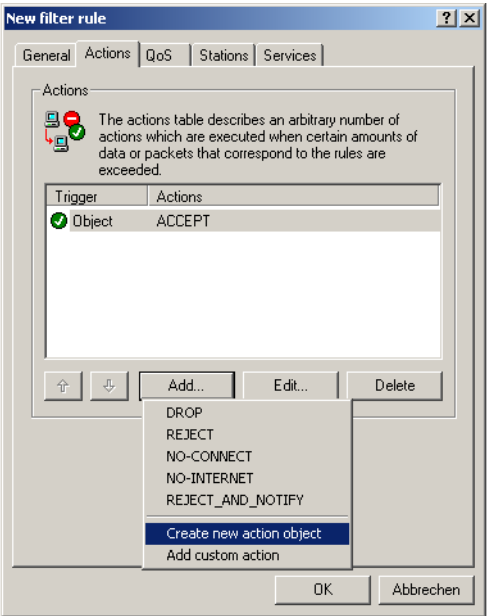 New filter rule
General Actions QoS Stations Services
Actions
The actions table describes an arbitrary number of
actions which are executed when certain amounts of
data or packets that correspond to the rules are
exceeded.
Trigger Actions
Object ACCEPT
Add... Edit... Delete
DROP
REJECT
NO-CONNECT
NO-INTERNET
REJECT_AND_NOTIFY
Create new action object
Add custom action
OK Abbrechen